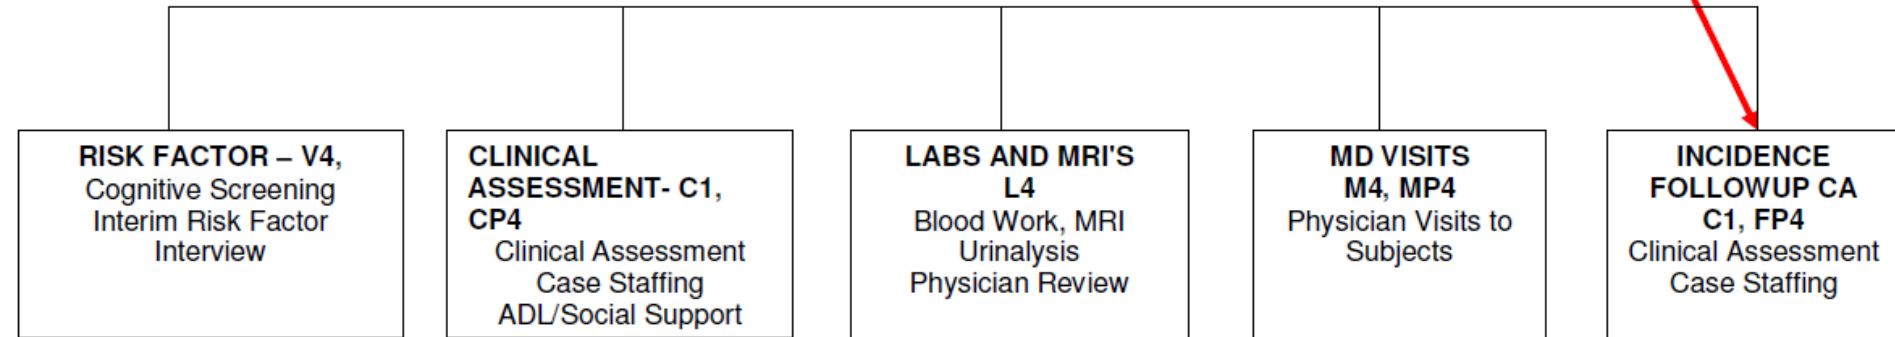 RISK FACTOR – V4,
Cognitive Screening
Interim Risk Factor
Interview
CLINICAL
ASSESSMENT- C1,
CP4
Clinical Assessment
Case Staffing
ADL/Social Support
LABS AND MRI'S
L4
Blood Work, MRI
Urinalysis
Physician Review
MD VISITS
M4, MP4
Physician Visits to
Subjects
INCIDENCE
FOLLOWUP CA
C1, FP4
Clinical Assessment
Case Staffing